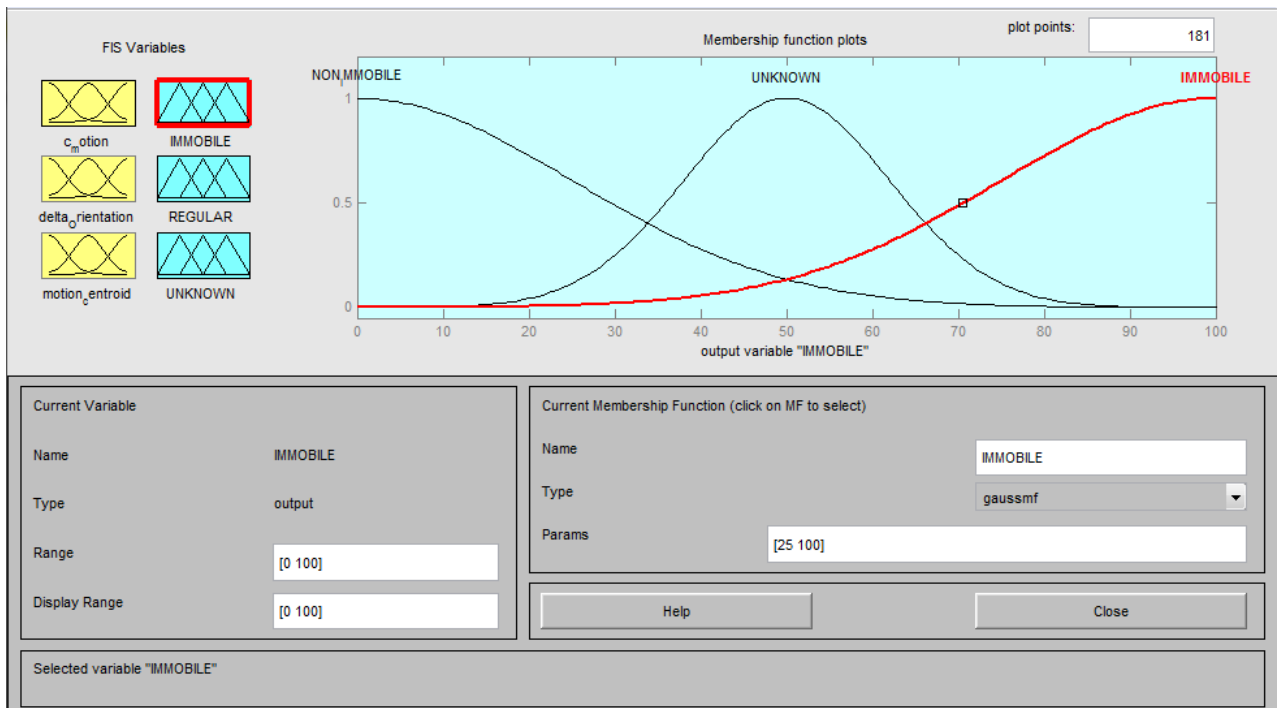 FIS Variables
Membership function plots
plot points:
181
c_motion
IMMOBILE
delta_orientation
REGULAR
motion_centroid
UNKNOWN
NON_IMMOBILE
UNKNOWN
IMMOBILE
1
0.5
0
0 10 20 30 40 50 60 70 80 90 100
output variable "IMMOBILE"
Current Variable
Name IMMOBILE
Type output
Range [0 100]
Display Range [0 100]
Current Membership Function (click on MF to select)
Name IMMOBILE
Type gaussmf
Params [25 100]
Help
Close
Selected variable "IMMOBILE"